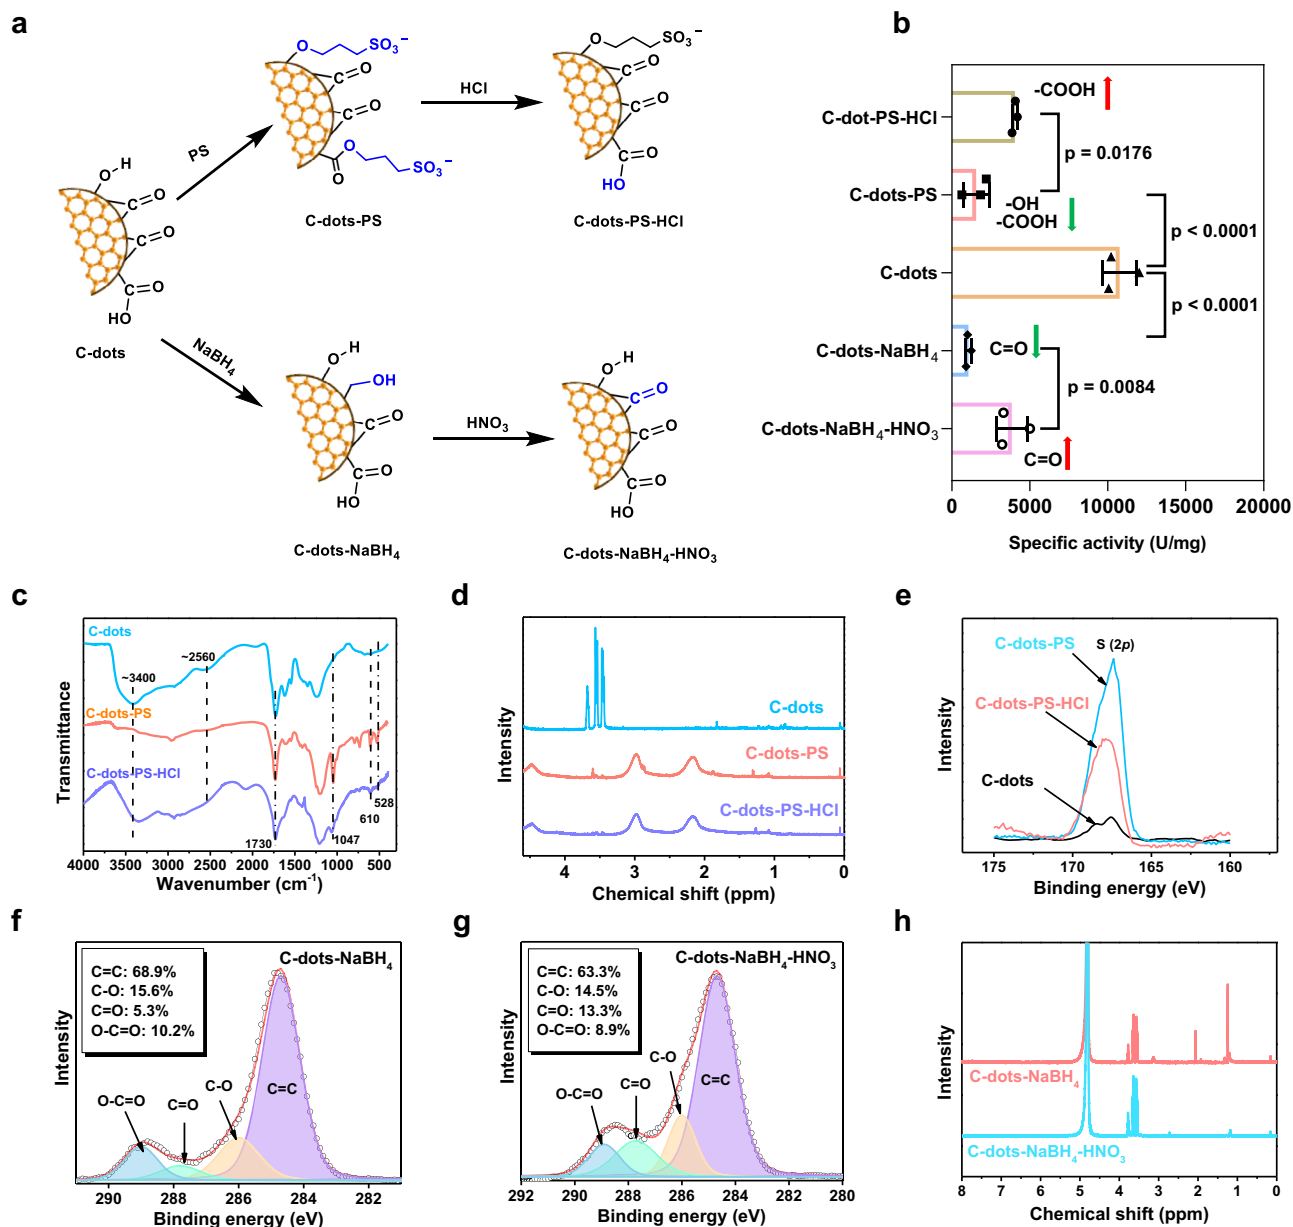 a
O
SO₃⁻
C=O
C=O
C
O
O
SO₃⁻
C-dots-PS
HCl
O
SO₃⁻
C=O
C=O
C=O
HO
C-dots-PS-HCl
PS
O-H
C=O
C=O
C=O
HO
C-dots
NaBH₄
O-H
OH
C=O
C=O
HO
C-dots-NaBH₄
HNO₃
O-H
C=O
C=O
C=O
HO
C-dots-NaBH₄-HNO₃
b
C-dot-PS-HCl
-COOH
p = 0.0176
C-dots-PS
-OH
-COOH
p < 0.0001
C-dots
p < 0.0001
C-dots-NaBH₄
C=O
p = 0.0084
C-dots-NaBH₄-HNO₃
C=O
0 5000 10000 15000 20000
Specific activity (U/mg)
c
C-dots
~3400
~2560
C-dots-PS
C-dots-PS-HCl
528
610
1730
1047
4000 3500 3000 2500 2000 1500 1000 500
Wavenumber (cm⁻¹)
Transmittance
d
C-dots
C-dots-PS
C-dots-PS-HCl
4 3 2 1 0
Chemical shift (ppm)
Intensity
e
C-dots-PS
S (2p)
C-dots-PS-HCl
C-dots
175 170 165 160
Binding energy (eV)
Intensity
f
C=C: 68.9%
C-O: 15.6%
C=O: 5.3%
O-C=O: 10.2%
C-dots-NaBH₄
O-C=O
C=O
C-O
C=C
290 288 286 284 282
Binding energy (eV)
Intensity
g
C=C: 63.3%
C-O: 14.5%
C=O: 13.3%
O-C=O: 8.9%
C-dots-NaBH₄-HNO₃
O-C=O
C=O
C-O
C=C
292 290 288 286 284 282 280
Binding energy (eV)
Intensity
h
C-dots-NaBH₄
C-dots-NaBH₄-HNO₃
8 7 6 5 4 3 2 1 0
Chemical shift (ppm)
Intensity